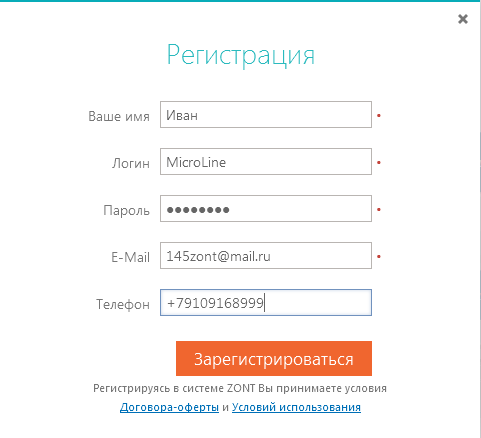 Регистрация
Ваше имя Иван •
Логин MicroLine •
Пароль ●●●●●●●● •
E-Mail 145zont@mail.ru •
Телефон +79109168999
Зарегистрироваться
Регистрируясь в системе ZONT Вы принимаете условия
Договора-оферты и Условий использования